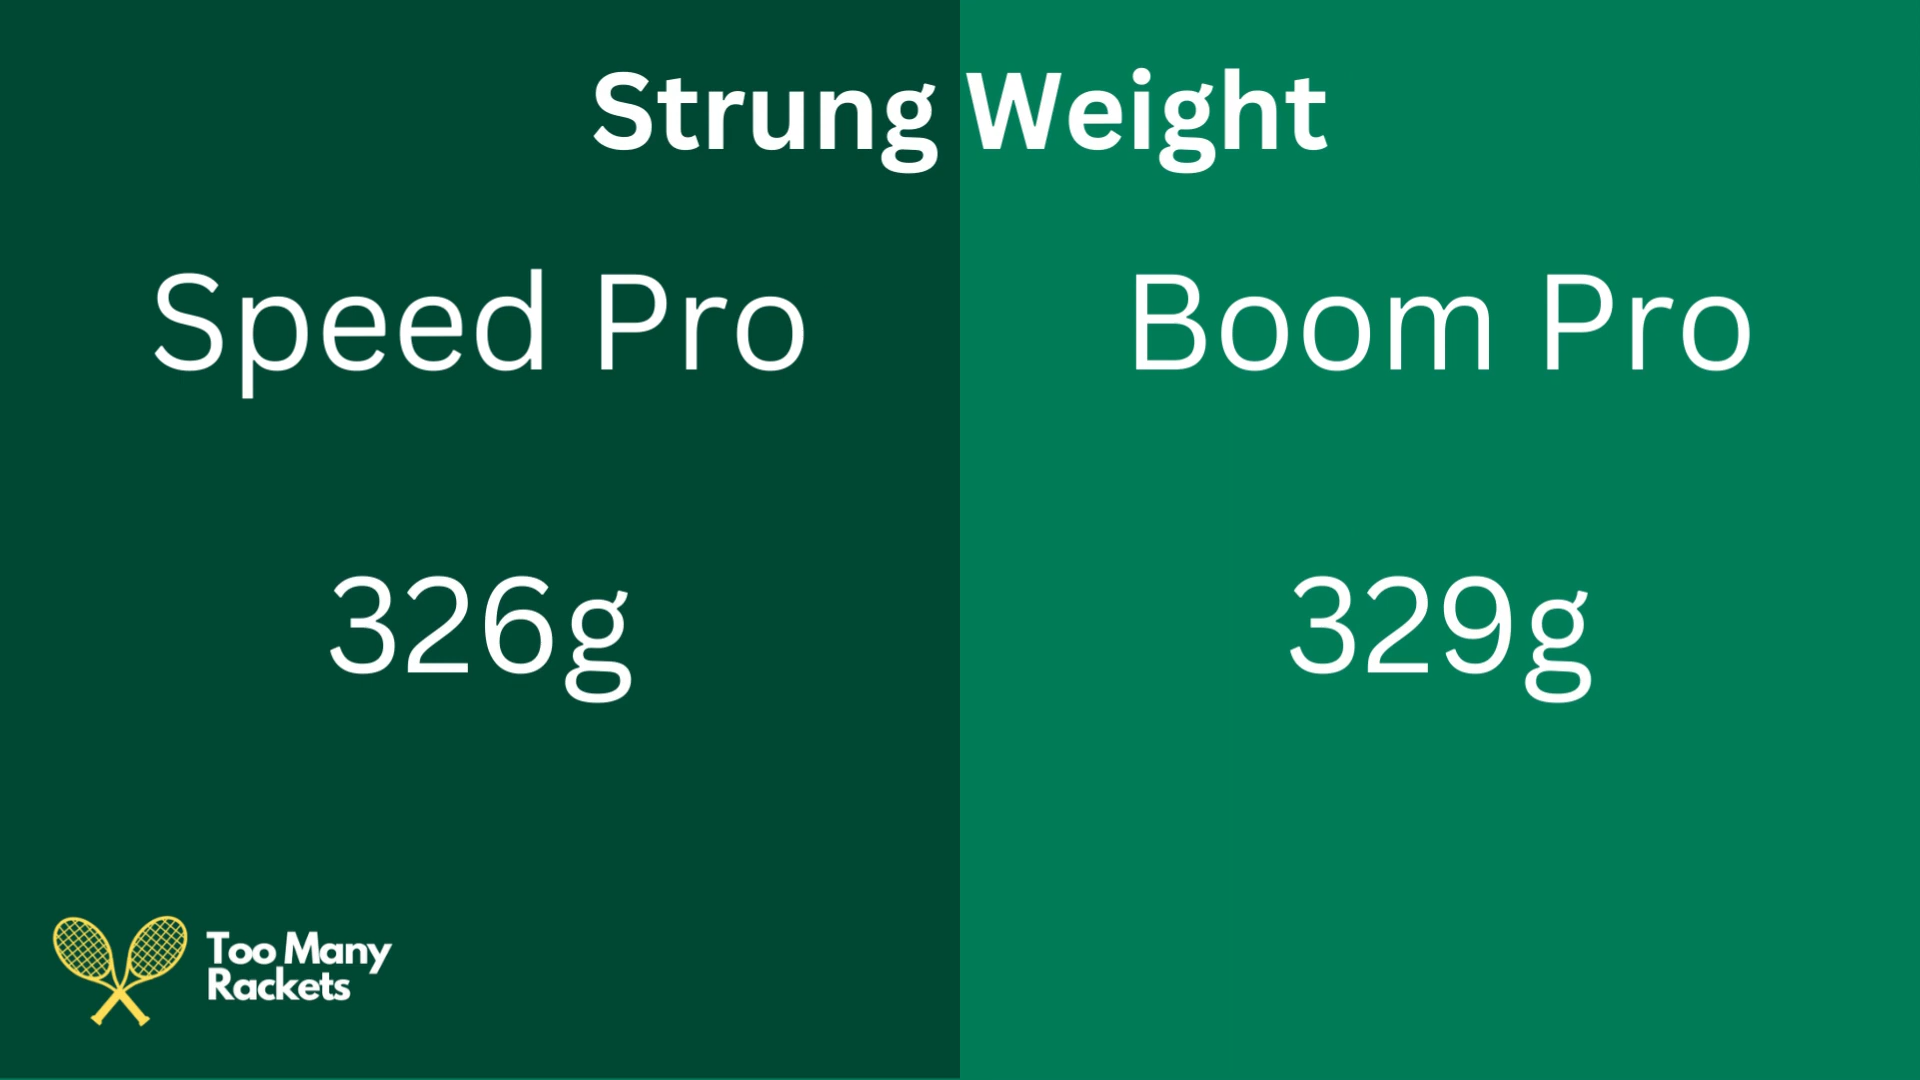 Strung Weight
Speed Pro
Boom Pro
326g
329g
Too Many
Rackets